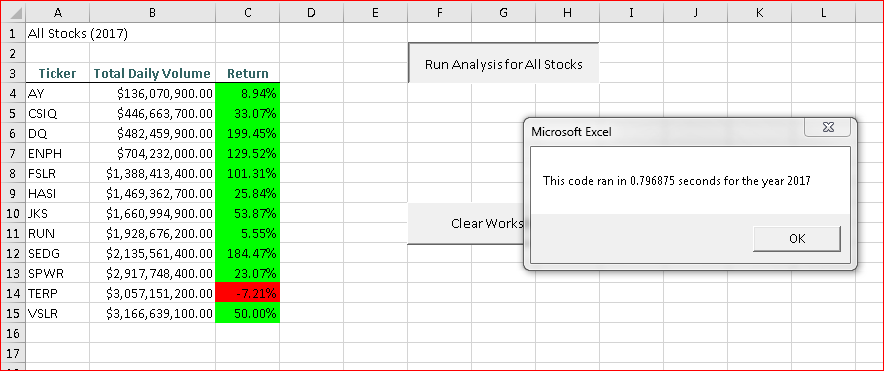 A B C D E F G H I J K L
1 All Stocks (2017)
2 Run Analysis for All Stocks
3 Ticker Total Daily Volume Return
4 AY $136,070,900.00 8.94%
5 CSIQ $446,663,700.00 33.07%
6 DQ $482,459,900.00 199.45%
Microsoft Excel
7 ENPH $704,232,000.00 129.52%
8 FSLR $1,388,413,400.00 101.31%
This code ran in 0.796875 seconds for the year 2017
9 HASI $1,469,362,700.00 25.84%
10 JKS $1,660,994,900.00 53.87%
Clear Works
11 RUN $1,928,676,200.00 5.55%
OK
12 SEDG $2,135,561,400.00 184.47%
13 SPWR $2,917,748,400.00 23.07%
14 TERP $3,057,151,200.00 -7.21%
15 VSLR $3,166,639,100.00 50.00%
16
17